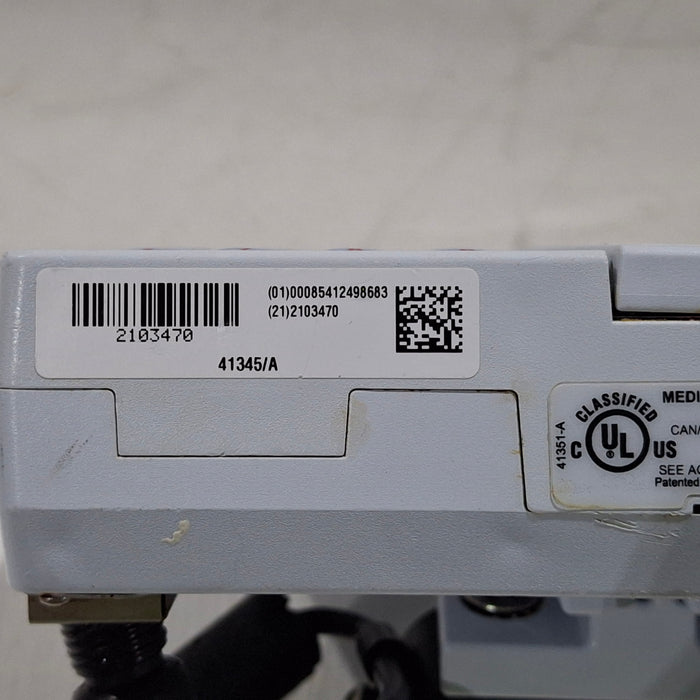 (01)00085412498683
(21)2103470
2103470
41345/A
CLASSIFIED
UL
®
C US
41351-A
MEDI
CAN/
SEE AC
Patented